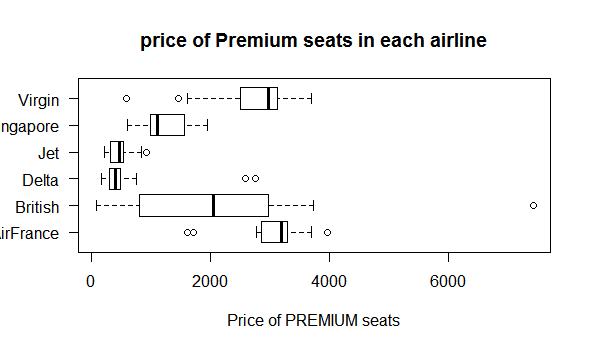 price of Premium seats in each airline
Virgin
ngapore
Jet
Delta
British
AirFrance
0 2000 4000 6000
Price of PREMIUM seats